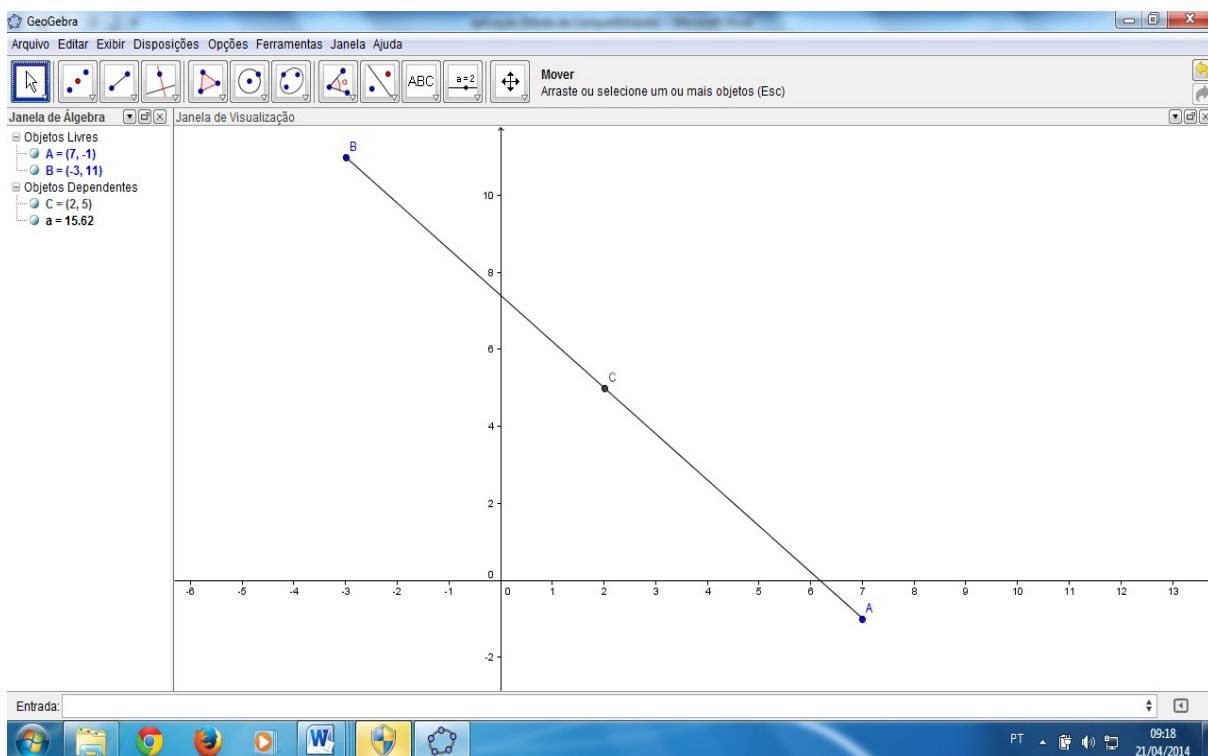 GeoGebra
Arquivo Editar Exibir Disposições Opções Ferramentas Janela Ajuda
ABC
a=2
Mover
Arraste ou selecione um ou mais objetos (Esc)
Janela de Álgebra
Janela de Visualização
Objetos Livres
A = (7, -1)
B = (-3, 11)
Objetos Dependentes
C = (2, 5)
a = 15.62
B
10
8
6
C
4
2
0
-6 -5 -4 -3 -2 -1 0 1 2 3 4 5 6 7 8 9 10 11 12 13
A
-2
Entrada:
PT
09:18
21/04/2014